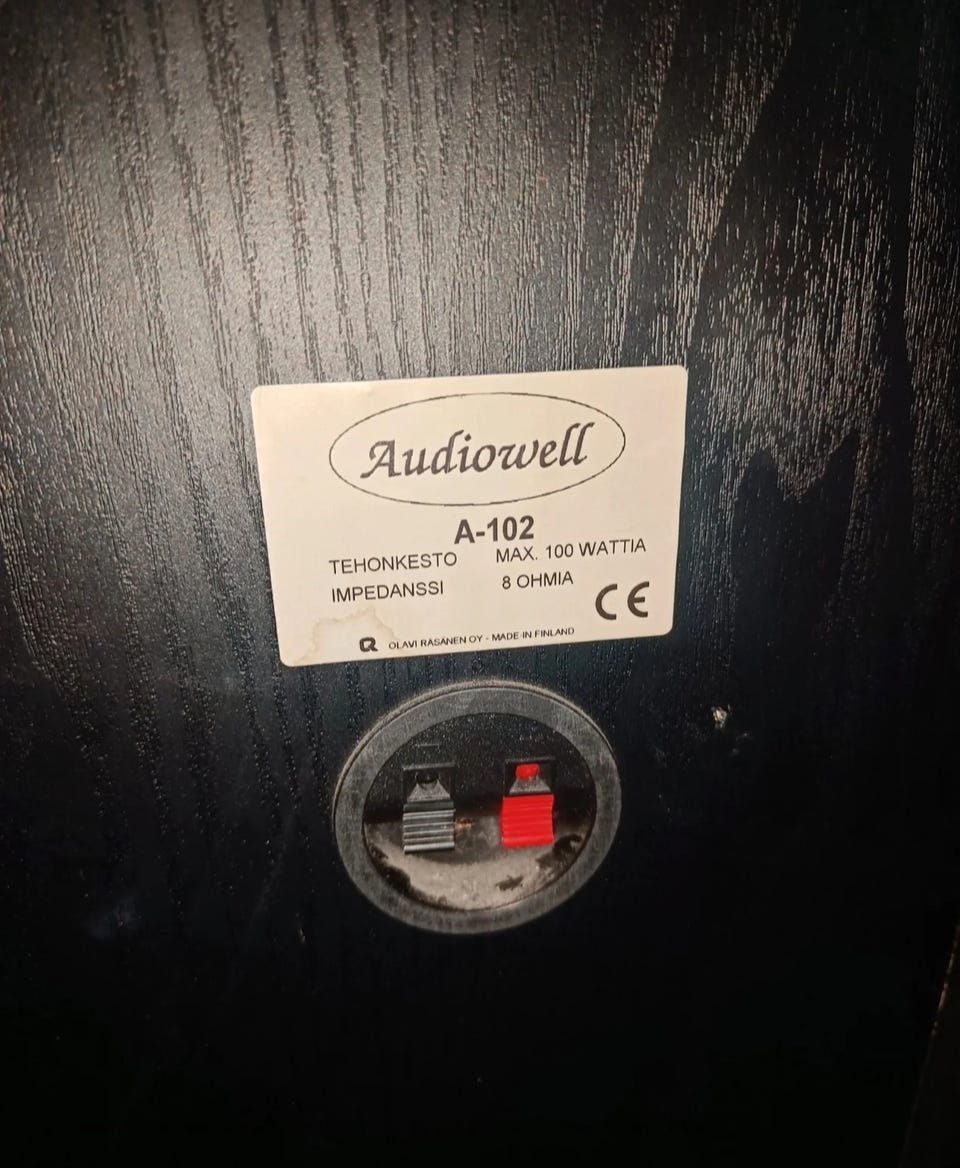 Audiowell
A-102
TEHONKESTO MAX. 100 WATTIA
IMPEDANSSI 8 OHMIA
CE
R OLAVI RÄSÄNEN OY - MADE IN FINLAND